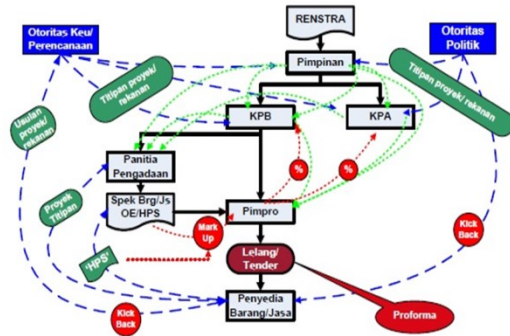 RENSTRA
Otoritas Keu/
Perencanaan
Otoritas
Politik
Pimpinan
Titipan proyek/
rekanan
Titipan proyek/ rekanan
Usulan
proyek/
rekanan
KPB
KPA
Panitia
Pengadaan
%
%
Proyek
Titipan
Spek Brg/Js
OE/HPS
Pimpro
Mark
Up
'HPS'
Lelang/
Tender
Kick
Back
Kick
Back
Penyedia
Barang/Jasa
Proforma